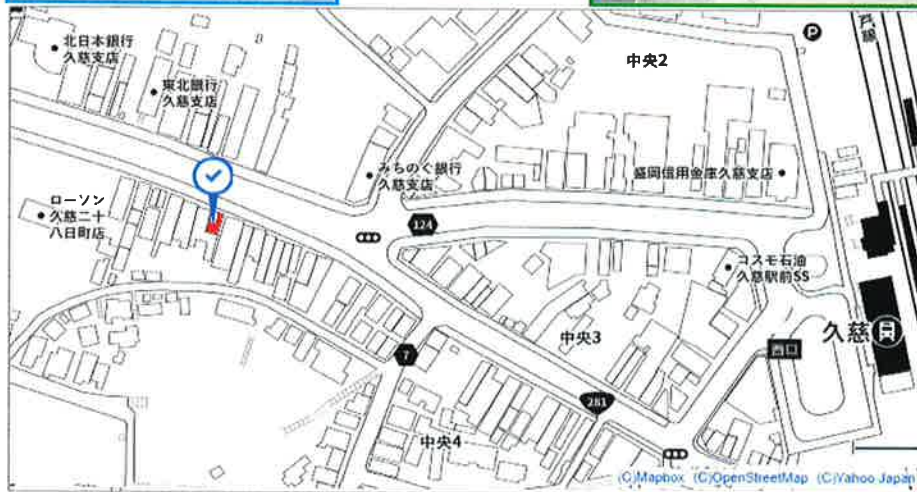 北日本銀行
久慈支店
東北銀行
久慈支店
中央2
P
戸線
みちのく銀行
久慈支店
盛岡信用金庫久慈支店
ローソン
久慈二十
八日町店
124
コスモ石油
久慈駅前SS
久慈
中央3
西口
7
281
中央4
(C)Mapbox (C)OpenStreetMap (C)Yahoo Japan